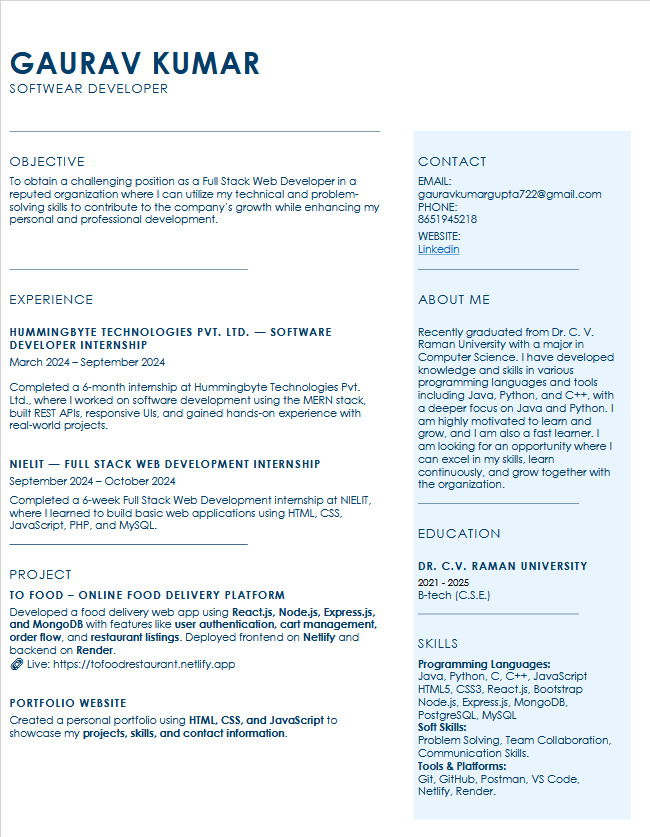 GAURAV KUMAR
SOFTWEAR DEVELOPER
OBJECTIVE
To obtain a challenging position as a Full Stack Web Developer in a
reputed organization where I can utilize my technical and problem-
solving skills to contribute to the company's growth while enhancing my
personal and professional development.
EXPERIENCE
HUMMINGBYTE TECHNOLOGIES PVT. LTD. — SOFTWARE
DEVELOPER INTERNSHIP
March 2024 – September 2024
Completed a 6-month internship at Hummingbyte Technologies Pvt.
Ltd., where I worked on software development using the MERN stack,
built REST APIs, responsive UIs, and gained hands-on experience with
real-world projects.
NIELIT — FULL STACK WEB DEVELOPMENT INTERNSHIP
September 2024 – October 2024
Completed a 6-week Full Stack Web Development internship at NIELIT,
where I learned to build basic web applications using HTML, CSS,
JavaScript, PHP, and MySQL.
PROJECT
TO FOOD – ONLINE FOOD DELIVERY PLATFORM
Developed a food delivery web app using React.js, Node.js, Express.js,
and MongoDB with features like user authentication, cart management,
order flow, and restaurant listings. Deployed frontend on Netlify and
backend on Render.
Live: https://tofoodrestaurant.netlify.app
PORTFOLIO WEBSITE
Created a personal portfolio using HTML, CSS, and JavaScript to
showcase my projects, skills, and contact information.
CONTACT
EMAIL:
gauravkumargupta722@gmail.com
PHONE:
8651945218
WEBSITE:
Linkedin
ABOUT ME
Recently graduated from Dr. C. V.
Raman University with a major in
Computer Science. I have developed
knowledge and skills in various
programming languages and tools
including Java, Python, and C++, with
a deeper focus on Java and Python. I
am highly motivated to learn and
grow, and I am also a fast learner. I
am looking for an opportunity where I
can excel in my skills, learn
continuously, and grow together with
the organization.
EDUCATION
DR. C.V. RAMAN UNIVERSITY
2021 - 2025
B-tech (C.S.E.)
SKILLS
Programming Languages:
Java, Python, C, C++, JavaScript
HTML5, CSS3, React.js, Bootstrap
Node.js, Express.js, MongoDB,
PostgreSQL, MySQL
Soft Skills:
Problem Solving, Team Collaboration,
Communication Skills.
Tools & Platforms:
Git, GitHub, Postman, VS Code,
Netlify, Render.